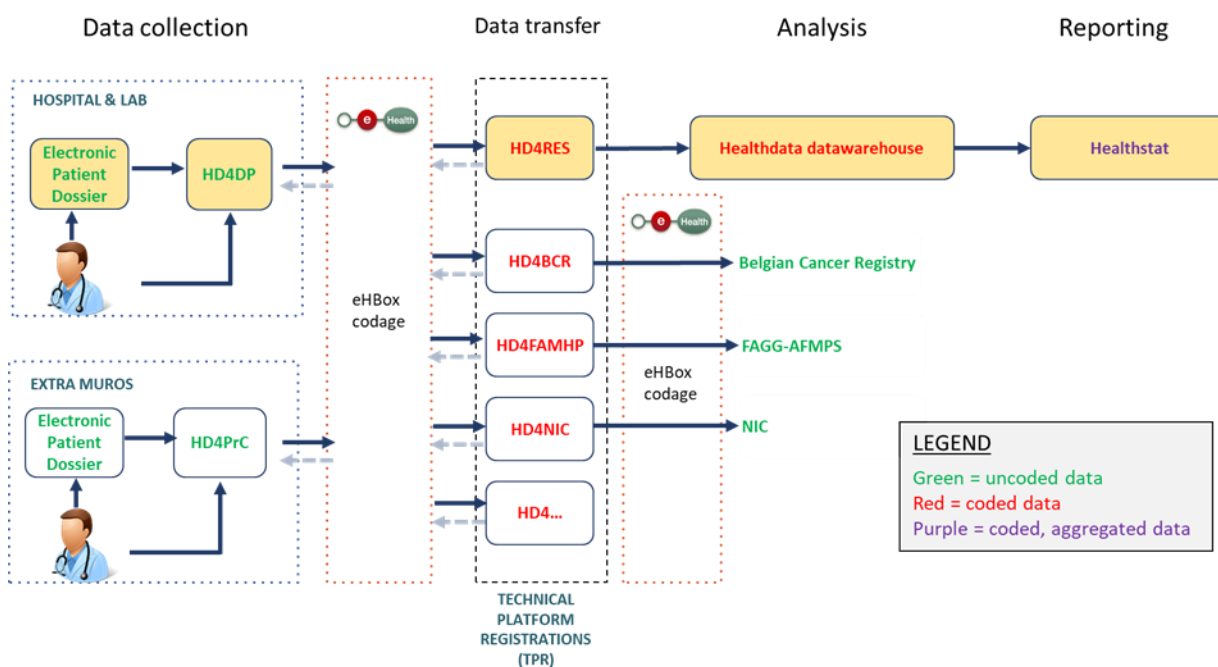 Data collection
Data transfer
Analysis
Reporting
HOSPITAL & LAB
Electronic
Patient
Dossier
HD4DP
e Health
HD4RES
Healthdata datawarehouse
Healthstat
e Health
HD4BCR
Belgian Cancer Registry
eHBox
codage
HD4FAMHP
FAGG-AFMPS
eHBox
codage
EXTRA MUROS
Electronic
Patient
Dossier
HD4PrC
HD4NIC
NIC
HD4...
LEGEND
Green = uncoded data
Red = coded data
Purple = coded, aggregated data
TECHNICAL
PLATFORM
REGISTRATIONS
(TPR)